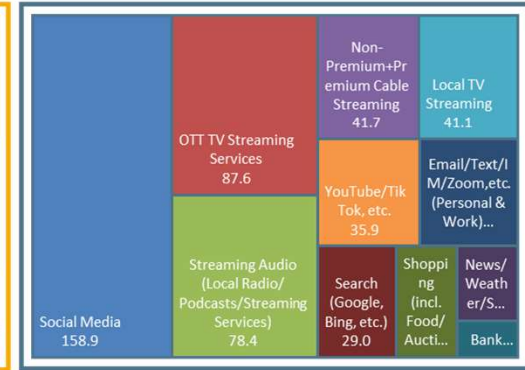 Social Media
158.9
OTT TV Streaming
Services
87.6
Streaming Audio
(Local Radio/
Podcasts/Streaming
Services)
78.4
Non-
Premium+Pr
emium Cable
Streaming
41.7
Local TV
Streaming
41.1
YouTube/Tik
Tok, etc.
35.9
Email/Text/I
M/Zoom,etc.
(Personal &
Work)...
Search
(Google,
Bing, etc.)
29.0
Shoppi
ng
(incl.
Food/
Aucti...
News/
Weath
er/S...
Bank...